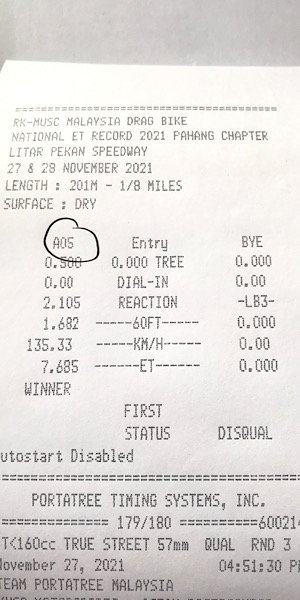 ================================
RK-MUSC MALAYSIA DRAG BIKE
NATIONAL ET RECORD 2021 PAHANG CHAPTER
LITAR PEKAN SPEEDWAY
27 & 28 NOVEMBER 2021
LENGTH : 201M - 1/8 MILES
SURFACE : DRY
A05 Entry BYE
0.500 0.000 TREE 0.000
0.00 DIAL-IN 0.00
2.105 REACTION -LB3-
1.682 -----60FT------ 0.000
135.33 -----KM/H------ 0.00
7.685 ------ET------- 0.000
WINNER
FIRST
STATUS DISQUAL
utostart Disabled
================================
PORTATREE TIMING SYSTEMS, INC.
============== 179/180 ==========600214
T<160cc TRUE STREET 57mm QUAL RND 3
November 27, 2021 04:51:30 PM
TEAM PORTATREE MALAYSIA